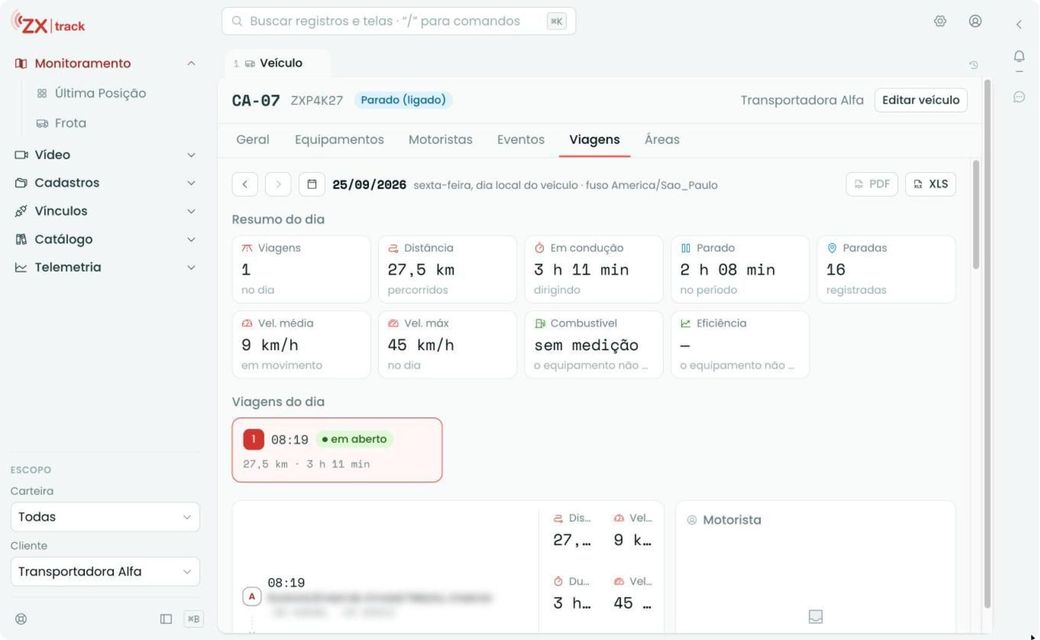 ZX track
Buscar registros e telas · "/" para comandos
⌘K
Monitoramento
Última Posição
Frota
Vídeo
Cadastros
Vínculos
Catálogo
Telemetria
ESCOPO
Carteira
Todas
Cliente
Transportadora Alfa
⌘B
1 Veículo
CA-07 ZXP4K27 Parado (ligado)
Transportadora Alfa Editar veículo
Geral Equipamentos Motoristas Eventos Viagens Áreas
25/09/2026 sexta-feira, dia local do veículo · fuso America/Sao_Paulo
PDF XLS
Resumo do dia
Viagens
1
no dia
Distância
27,5 km
percorridos
Em condução
3 h 11 min
dirigindo
Parado
2 h 08 min
no período
Paradas
16
registradas
Vel. média
9 km/h
em movimento
Vel. máx
45 km/h
no dia
Combustível
sem medição
o equipamento não …
Eficiência
—
o equipamento não …
Viagens do dia
1 08:19 • em aberto
27,5 km · 3 h 11 min
A
08:19
Dis…
27,…
Vel…
9 k…
Du…
3 h…
Vel…
45 …
Motorista